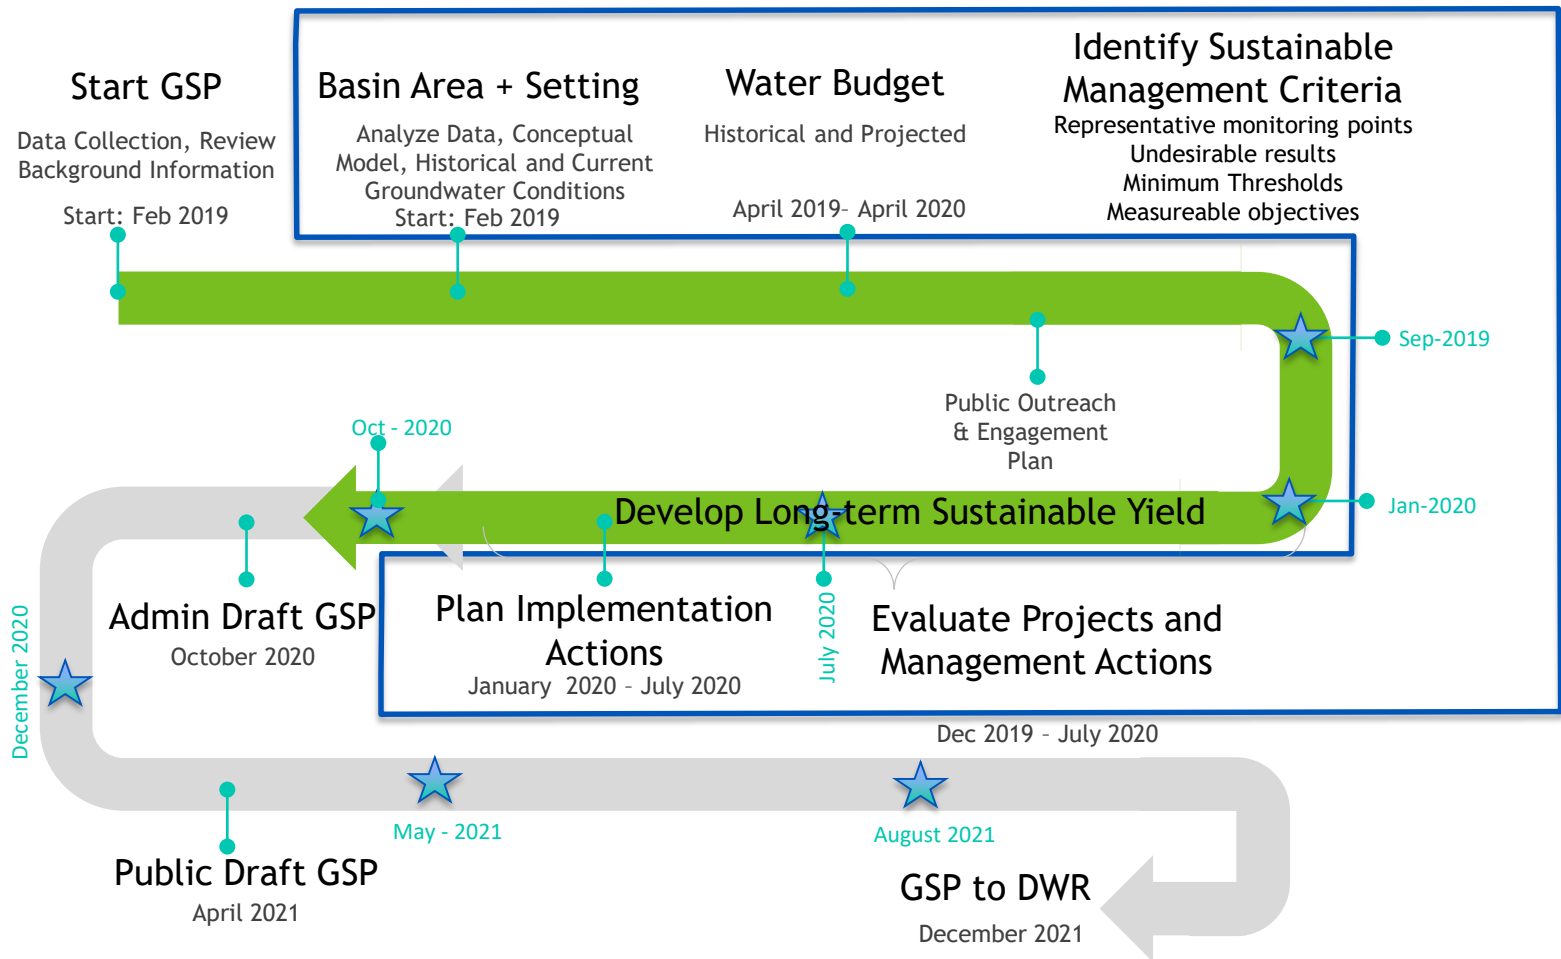 Start GSP
Data Collection, Review
Background Information
Start: Feb 2019
Basin Area + Setting
Analyze Data, Conceptual
Model, Historical and Current
Groundwater Conditions
Start: Feb 2019
Water Budget
Historical and Projected
April 2019– April 2020
Identify Sustainable
Management Criteria
Representative monitoring points
Undesirable results
Minimum Thresholds
Measureable objectives
Sep-2019
Public Outreach
& Engagement
Plan
Jan-2020
Develop Long-term Sustainable Yield
Oct - 2020
Evaluate Projects and
Management Actions
Dec 2019 – July 2020
July 2020
Plan Implementation
Actions
January  2020 – July 2020
Admin Draft GSP
October 2020
December 2020
Public Draft GSP
April 2021
May - 2021
August 2021
GSP to DWR
December 2021